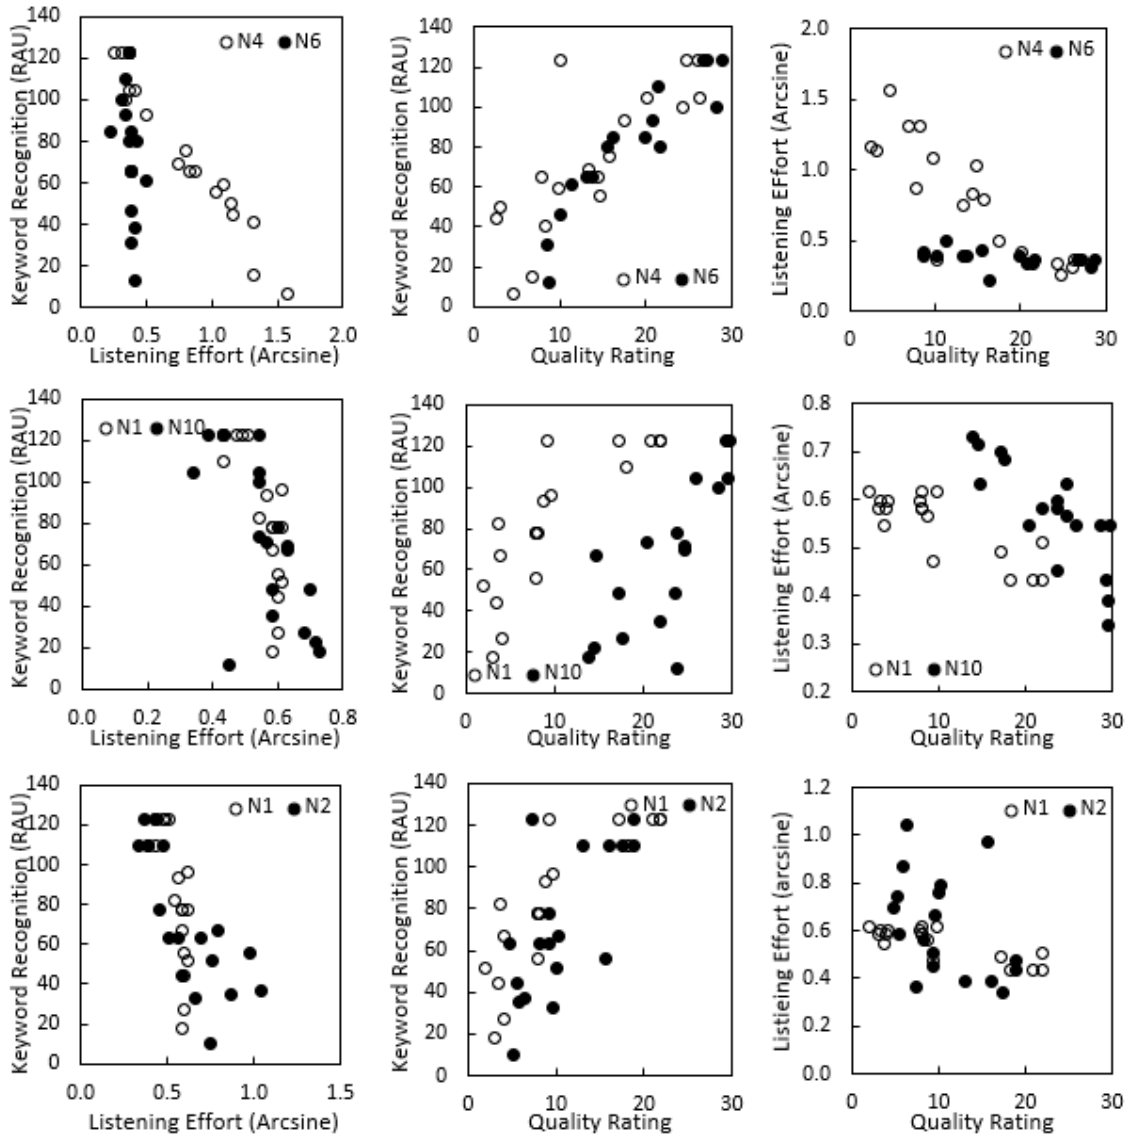 Keyword Recognition (RAU)
140
120
100
80
60
40
20
0
N4 N6
0.0 0.5 1.0 1.5 2.0
Listening Effort (Arcsine)
Keyword Recognition (RAU)
140
120
100
80
60
40
20
0
N4 N6
0 10 20 30
Quality Rating
Listening EFfort (Arcsine)
2.0
1.5
1.0
0.5
0.0
N4 N6
0 10 20 30
Quality Rating
Keyword Recognition (RAU)
140
120
100
80
60
40
20
0
N1 N10
0.0 0.2 0.4 0.6 0.8
Listening Effort (Arcsine)
Keyword Recognition (RAU)
140
120
100
80
60
40
20
0
N1 N10
0 10 20 30
Quality Rating
Listening Effort (Arcsine)
0.8
0.7
0.6
0.5
0.4
0.3
0.2
N1 N10
0 10 20 30
Quality Rating
Keyword Recognition (RAU)
140
120
100
80
60
40
20
0
N1 N2
0.0 0.5 1.0 1.5
Listening Effort (Arcsine)
Keyword Recognition (RAU)
140
120
100
80
60
40
20
0
N1 N2
0 10 20 30
Quality Rating
Listieing Effort (arcsine)
1.2
1.0
0.8
0.6
0.4
0.2
0.0
N1 N2
0 10 20 30
Quality Rating